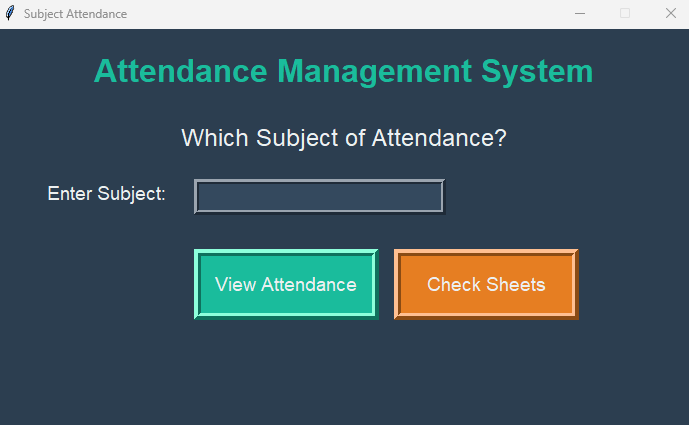 Subject Attendance
Attendance Management System
Which Subject of Attendance?
Enter Subject:
View Attendance Check Sheets